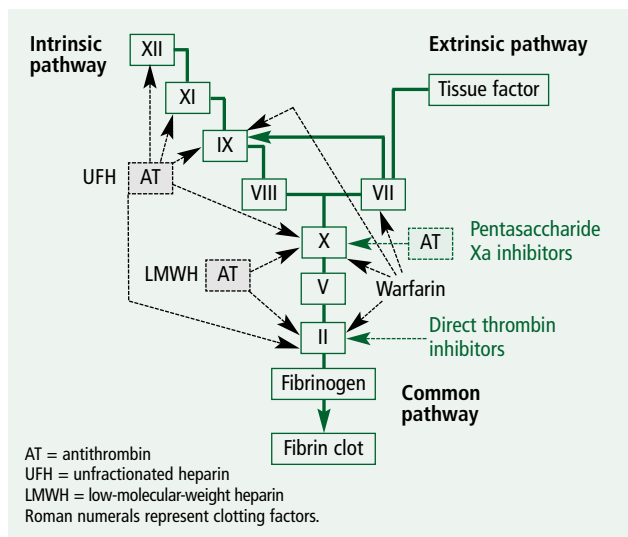 Intrinsic
pathway
XII
Extrinsic pathway
XI
Tissue factor
IX
UFH
AT
VIII
VII
X
AT
Pentasaccharide
Xa inhibitors
LMWH
AT
V
Warfarin
II
Direct thrombin
inhibitors
Fibrinogen
Common
pathway
Fibrin clot
AT = antithrombin
UFH = unfractionated heparin
LMWH = low-molecular-weight heparin
Roman numerals represent clotting factors.